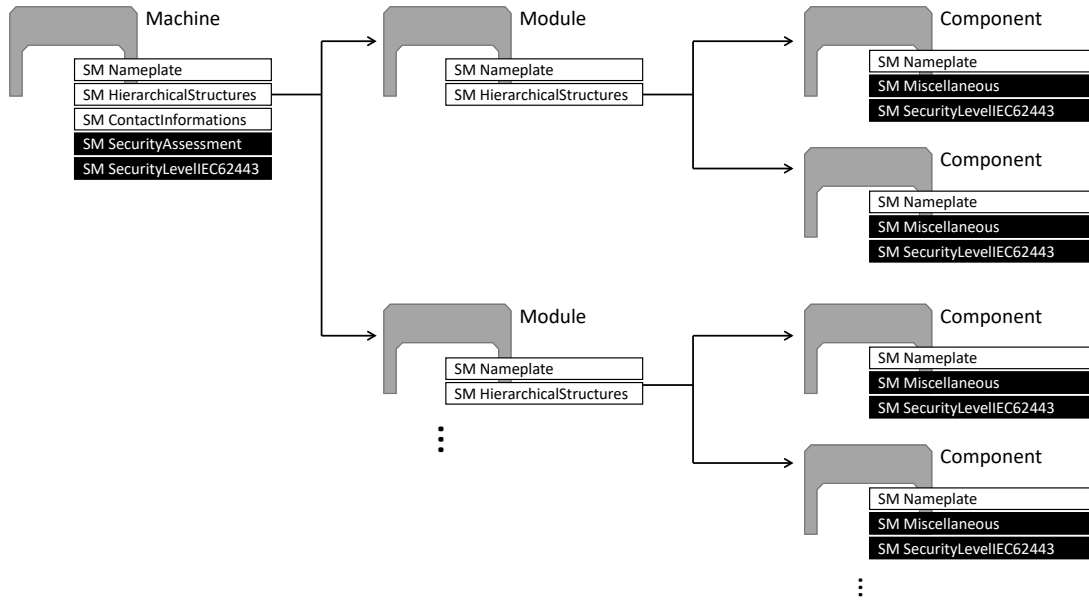 Machine
SM Nameplate
SM HierarchicalStructures
SM ContactInformations
SM SecurityAssessment
SM SecurityLevelIEC62443
Module
SM Nameplate
SM HierarchicalStructures
Component
SM Nameplate
SM Miscellaneous
SM SecurityLevelIEC62443
Component
SM Nameplate
SM Miscellaneous
SM SecurityLevelIEC62443
Module
SM Nameplate
SM HierarchicalStructures
Component
SM Nameplate
SM Miscellaneous
SM SecurityLevelIEC62443
Component
SM Nameplate
SM Miscellaneous
SM SecurityLevelIEC62443